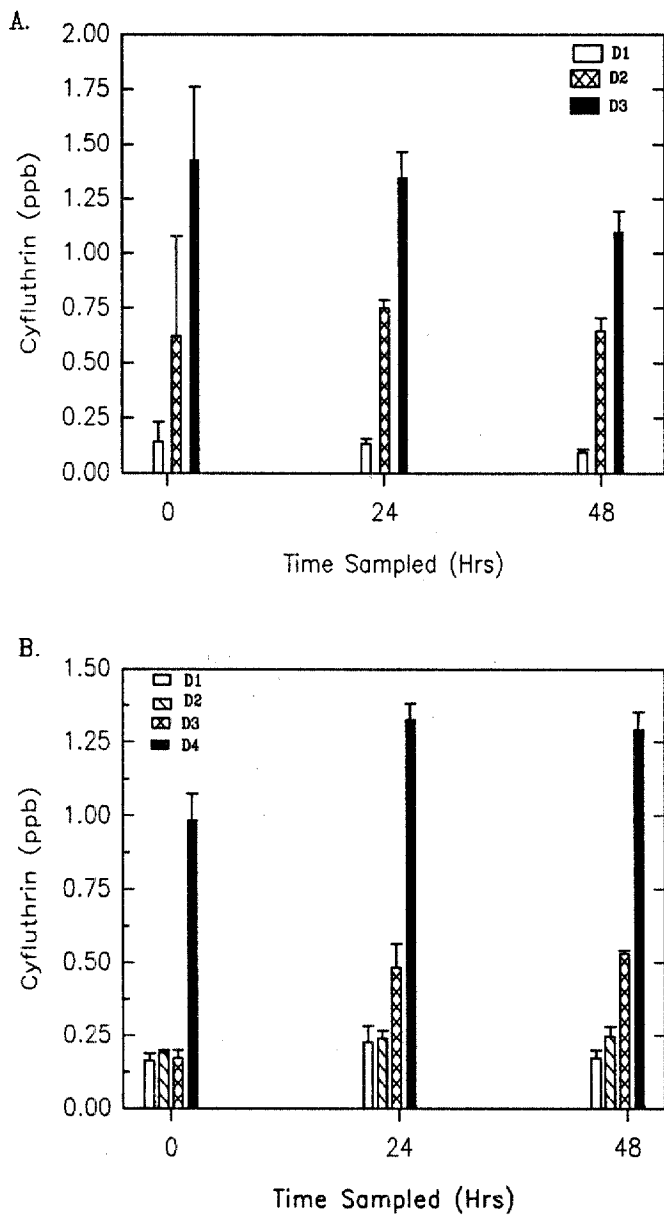 A.
2.00
1.75
1.50
1.25
1.00
0.75
0.50
0.25
0.00
Cyfluthrin (ppb)
D1
D2
D3
0 24 48
Time Sampled (Hrs)
B.
1.50
1.25
1.00
0.75
0.50
0.25
0.00
Cyfluthrin (ppb)
D1
D2
D3
D4
0 24 48
Time Sampled (Hrs)